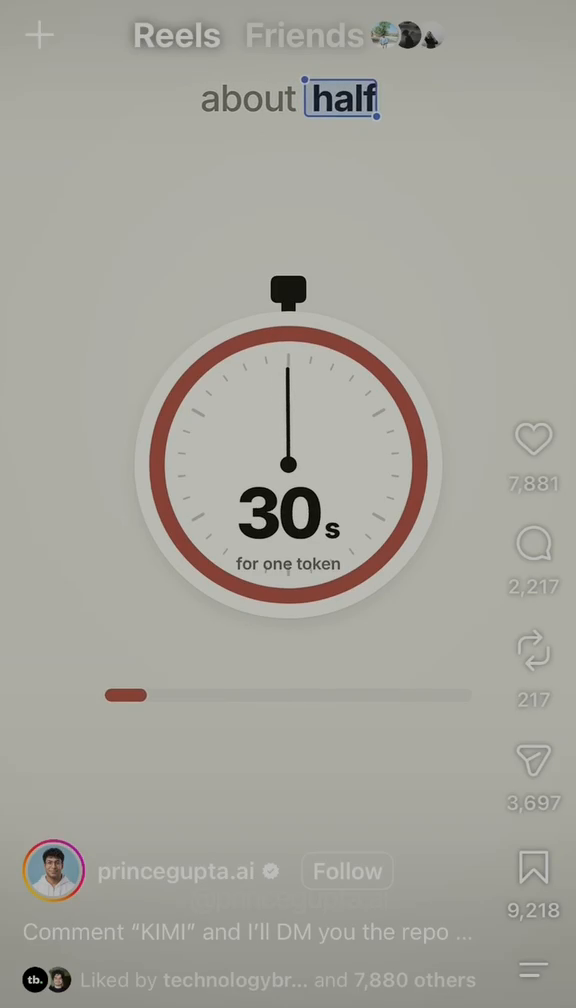 Reels Friends
about half
30s
for one token
7,881
2,217
217
3,697
9,218
princegupta.ai Follow
Comment “KIMI” and I’ll DM you the repo ...
tb. Liked by technologybr... and 7,880 others